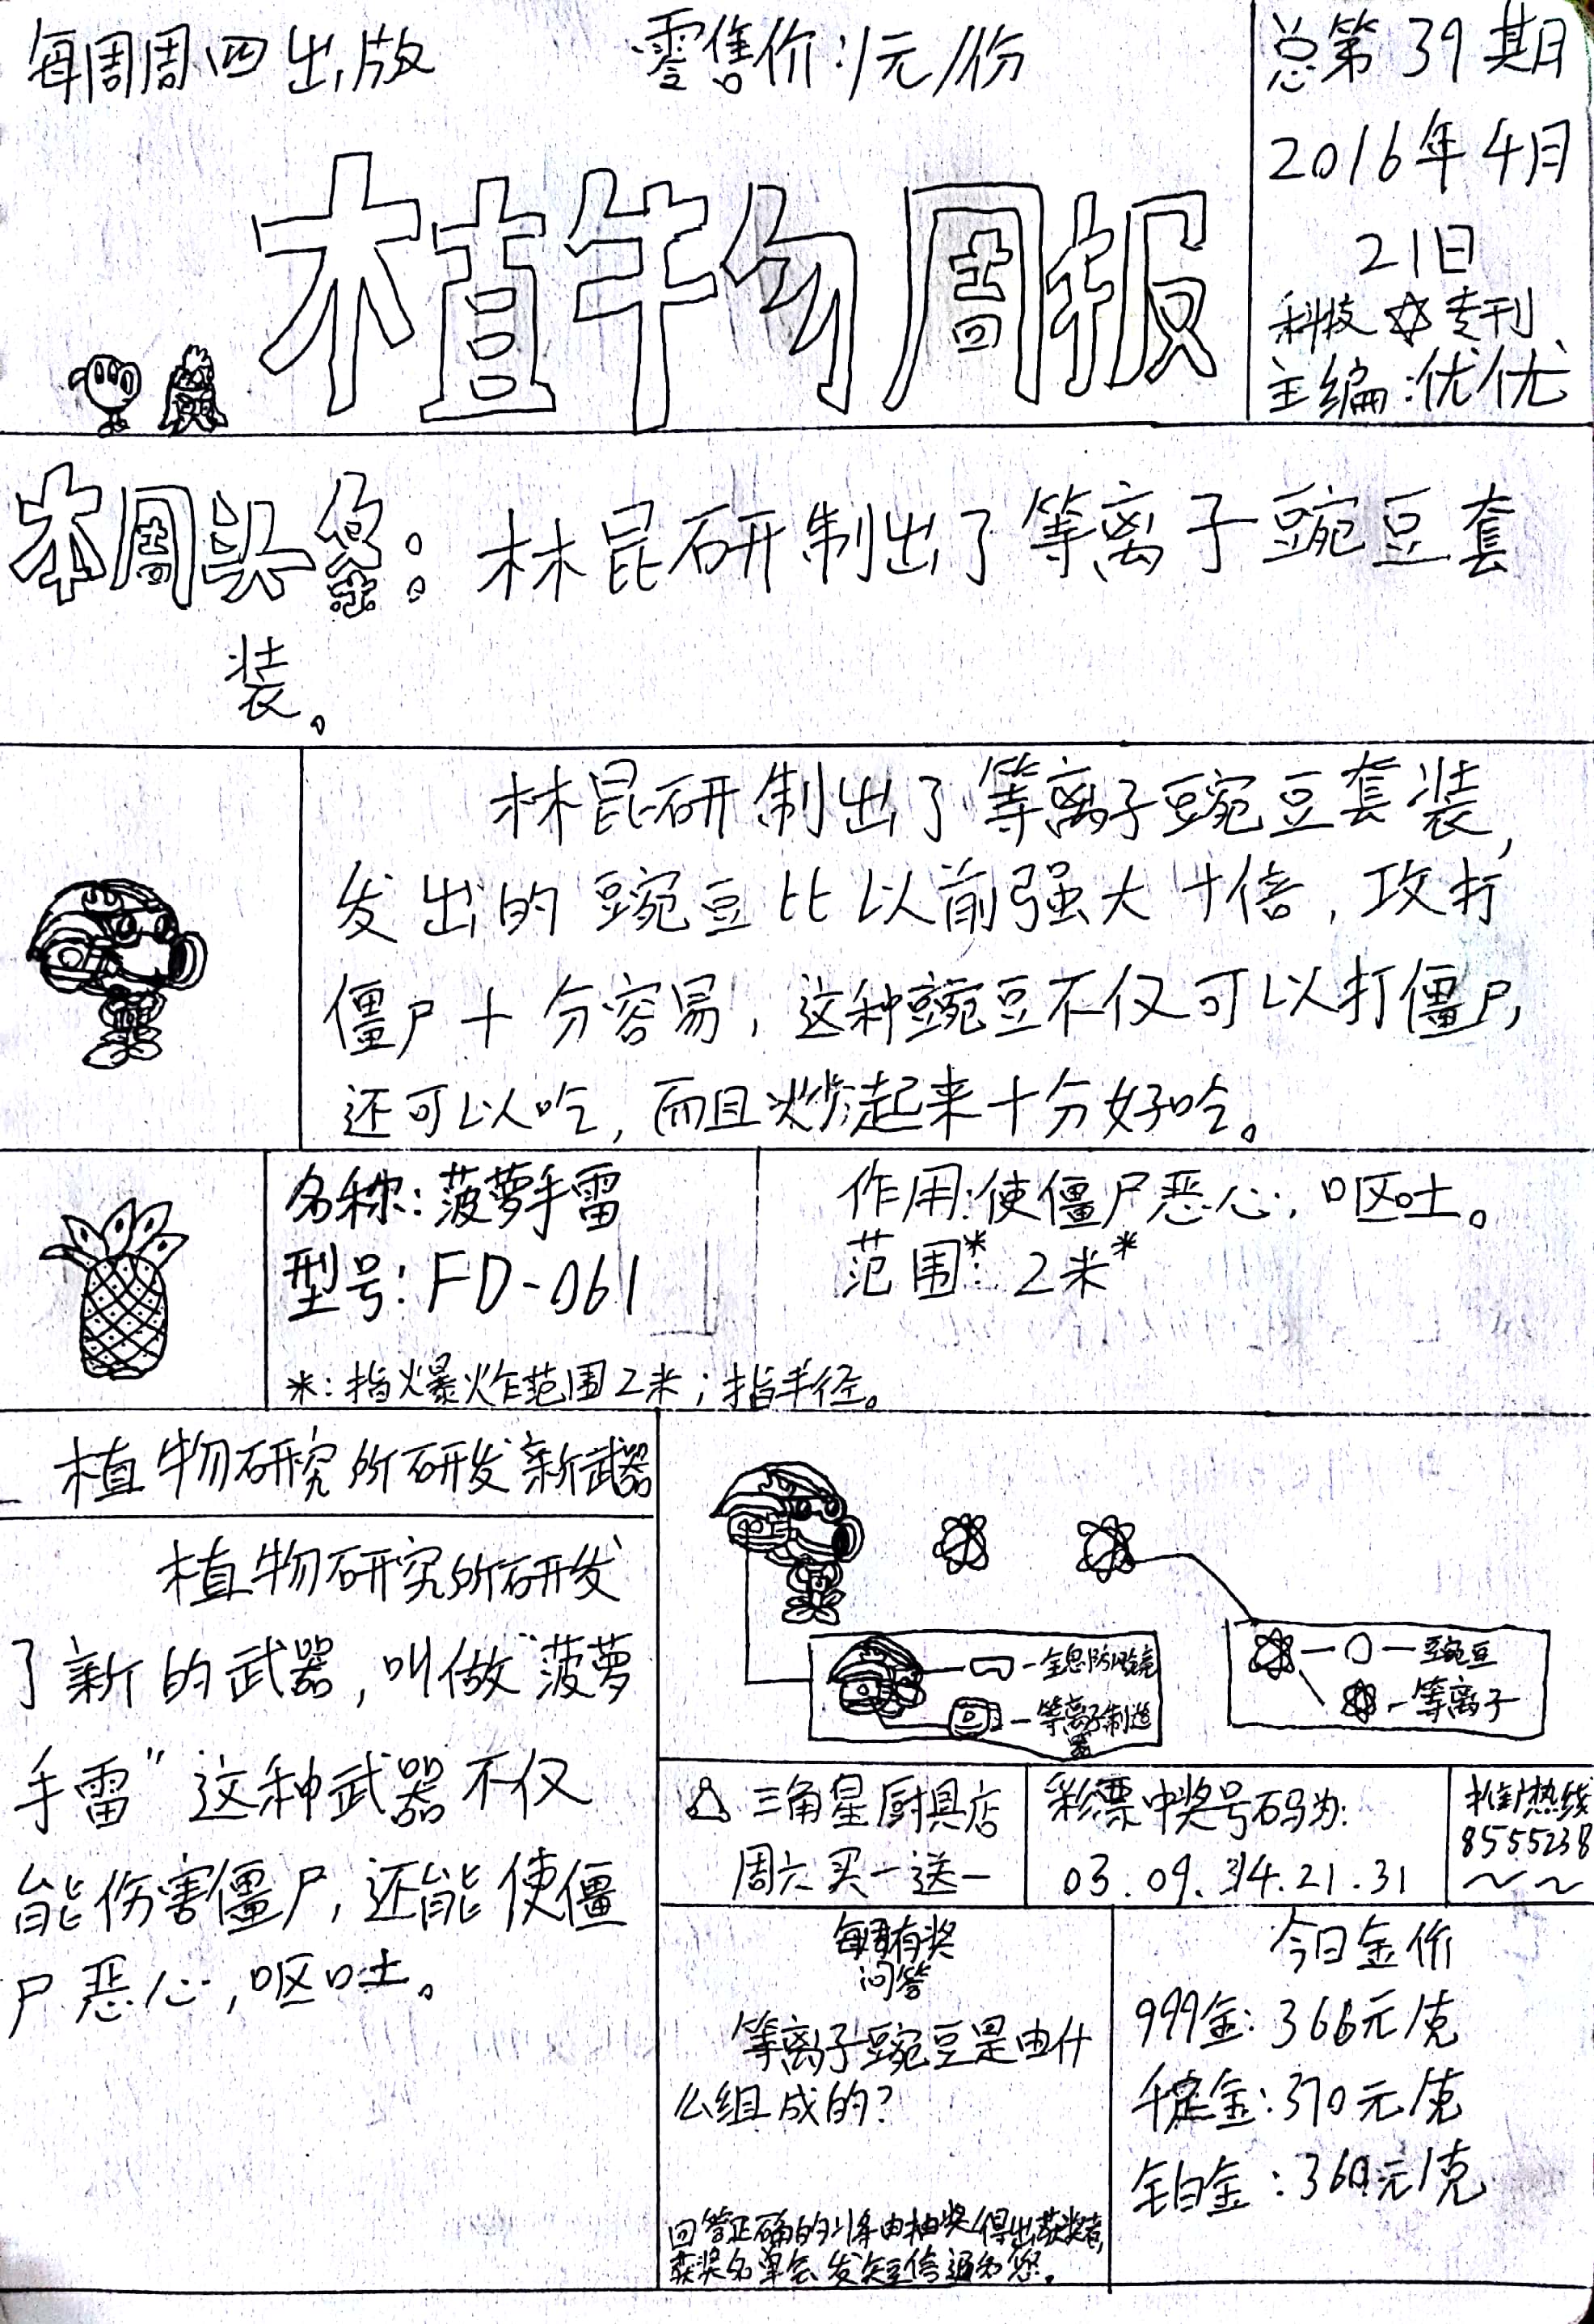 每周周四出版
零售价:1元/份
总第39期
2016年4月
21日
科技☆专刊
主编:优优
植物周报
本周头条:林昆研制出了等离子豌豆套
装。
林昆研制出了等离子豌豆套装,
发出的豌豆比以前强大十倍,攻打
僵尸十分容易,这种豌豆不仅可以打僵尸,
还可以吃,而且炒起来十分好吃。
名称:菠萝手雷
型号:FD-061
作用:使僵尸恶心,呕吐。
范围*:2米*
*:指爆炸范围2米;指半径。
植物研究所研发新武器
植物研究所研发
了新的武器,叫做“菠萝
手雷”这种武器不仅
能伤害僵尸,还能使僵
尸恶心,呕吐。
全息防风镜
等离子制造
器
豌豆
等离子
三角星厨具店
周六买一送一
彩票中奖号码为:
03.09.14.21.31
推广热线
8555238
每周有奖
问答
等离子豌豆是由什
么组成的?
回答正确的以条由抽奖得出获奖者,
获奖名单会发短信通知您。
今日金价
999金:366元/克
千足金:370元/克
铂金:360元/克